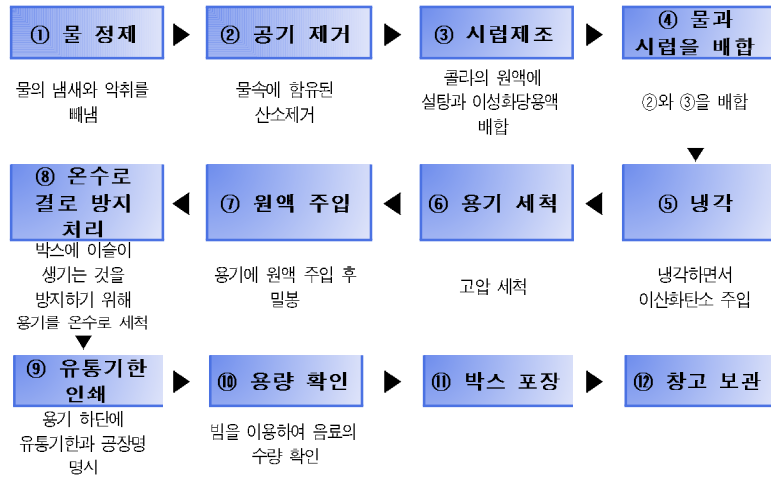 ① 물 정제
물의 냄새와 악취를
빼냄
② 공기 제거
물속에 함유된
산소제거
③ 시럽제조
콜라의 원액에
설탕과 이성화당용액
배합
④ 물과
시럽을 배합
②와 ③을 배합
⑤ 냉각
냉각하면서
이산화탄소 주입
⑥ 용기 세척
고압 세척
⑦ 원액 주입
용기에 원액 주입 후
밀봉
⑧ 온수로
결로 방지
처리
박스에 이슬이
생기는 것을
방지하기 위해
용기를 온수로 세척
⑨ 유통기한
인쇄
용기 하단에
유통기한과 공장명
명시
⑩ 용량 확인
빔을 이용하여 음료의
수량 확인
⑪ 박스 포장
⑫ 창고 보관